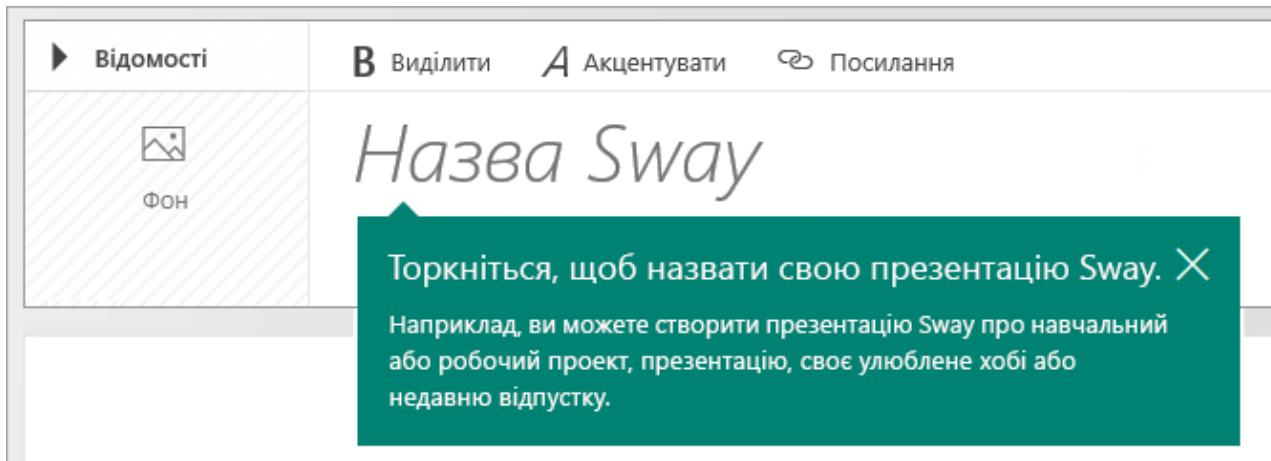 Відомості
B Виділити A Акцентувати Посилання
Фон
Назва Sway
Торкніться, щоб назвати свою презентацію Sway.
Наприклад, ви можете створити презентацію Sway про навчальний
або робочий проект, презентацію, своє улюблене хобі або
недавню відпустку.